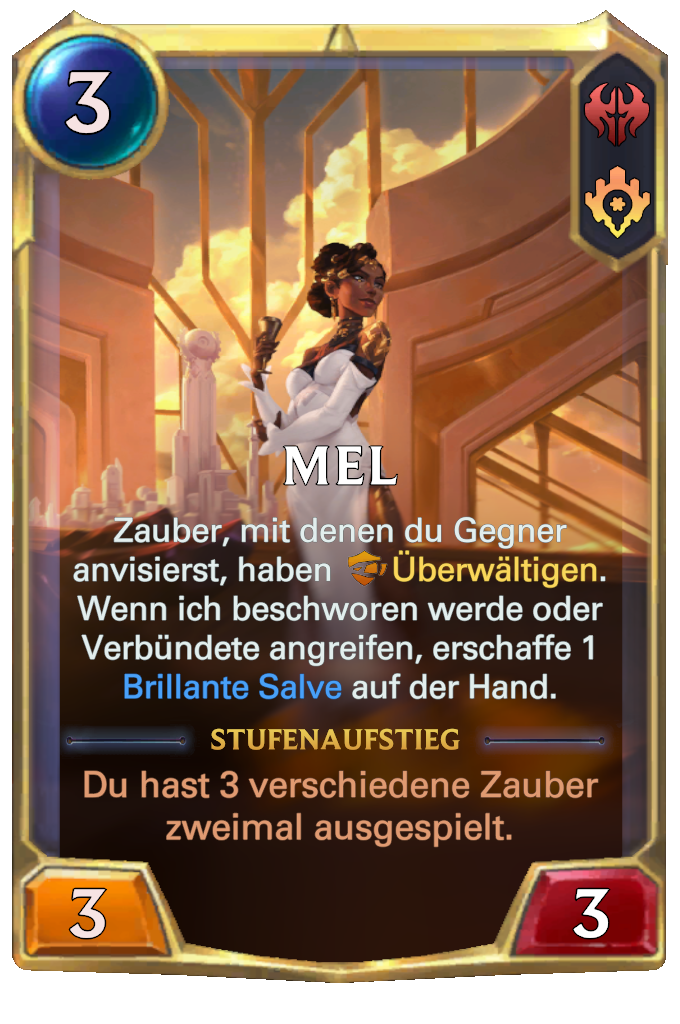 3
MEL
Zauber, mit denen du Gegner
anvisierst, haben Überwältigen.
Wenn ich beschworen werde oder
Verbündete angreifen, erschaffe 1
Brillante Salve auf der Hand.
STUFENAUFSTIEG
Du hast 3 verschiedene Zauber
zweimal ausgespielt.
3 3